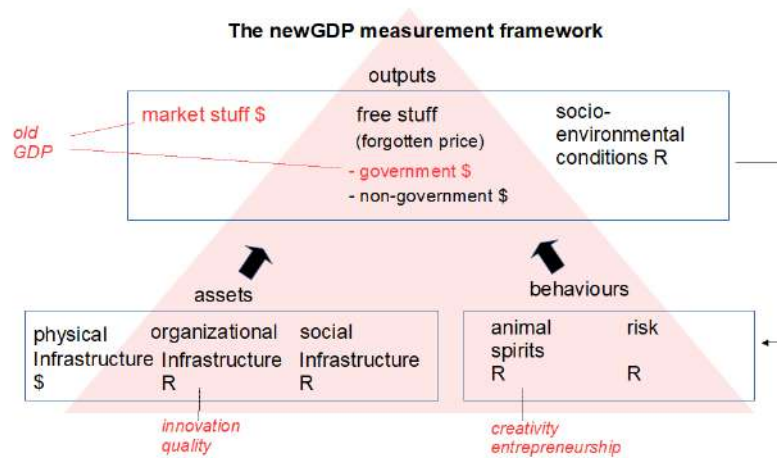 The newGDP measurement framework
outputs
old
GDP
market stuff $
free stuff
(forgotten price)
- government $
- non-government $
socio-
environmental
conditions R
assets
physical
Infrastructure
$
organizational
Infrastructure
R
social
Infrastructure
R
innovation
quality
behaviours
animal
spirits
R
risk
R
creativity
entrepreneurship